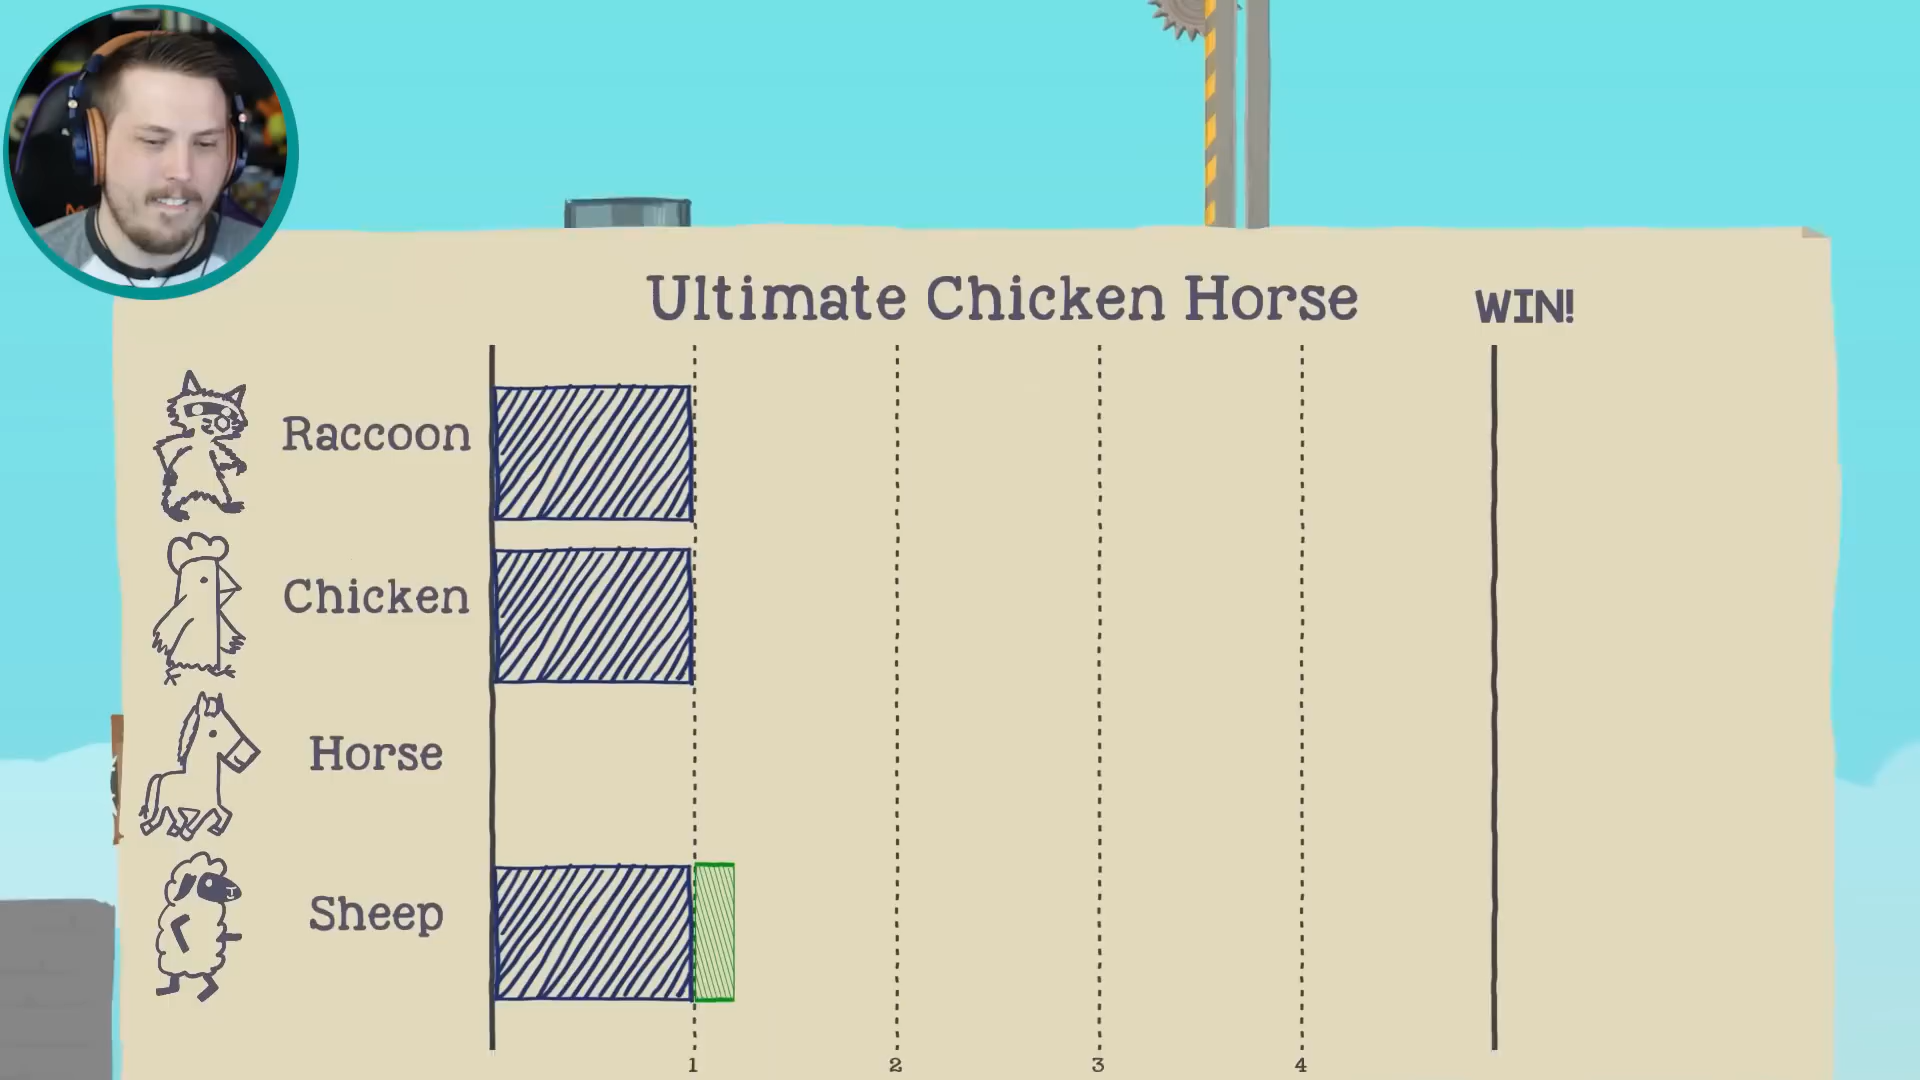 Ultimate Chicken Horse
WIN!
Raccoon
Chicken
Horse
Sheep
1 2 3 4